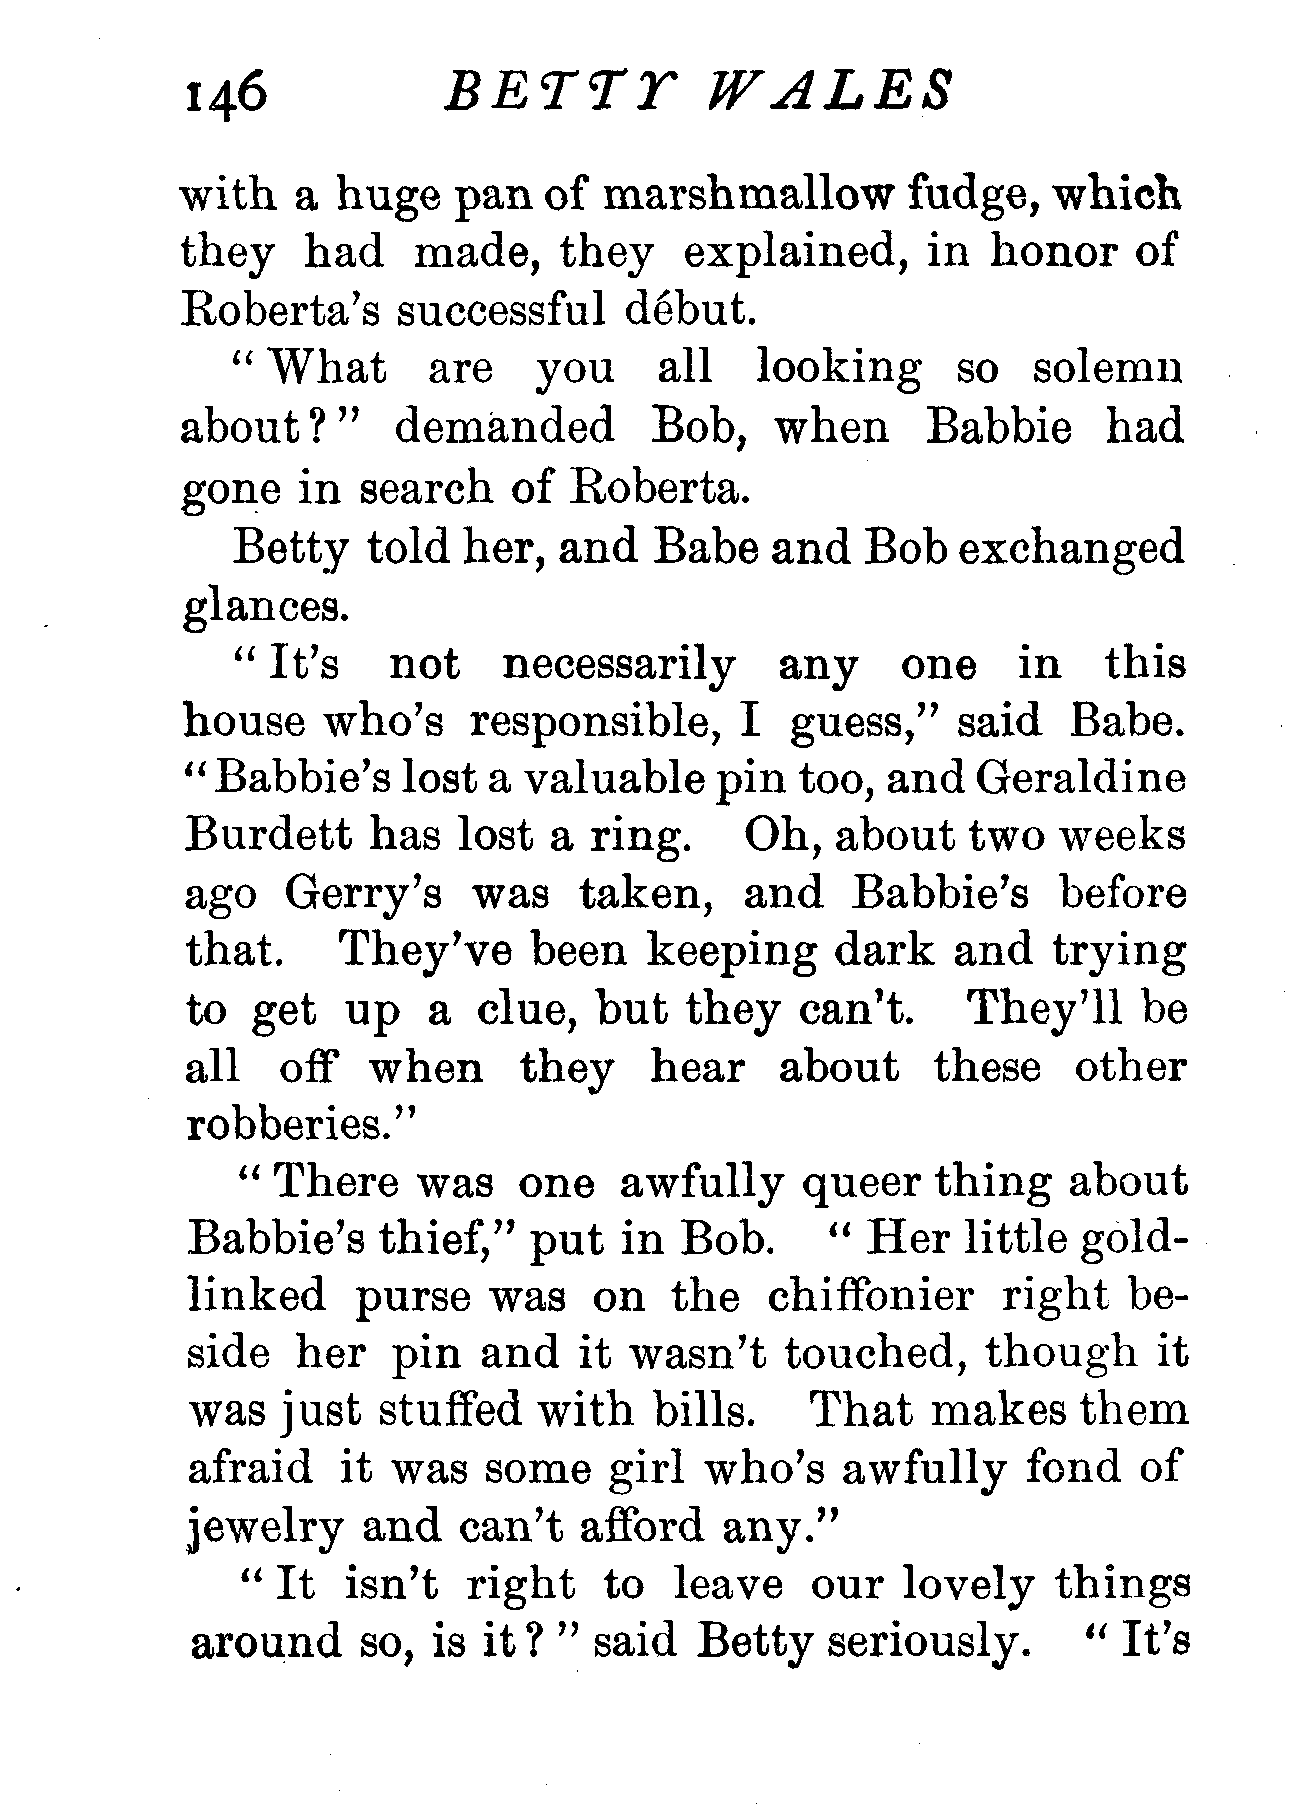 146 BETTY WALES
with a huge pan of marshmallow fudge, which
they had made, they explained, in honor of
Roberta's successful début.
" What are you all looking so solemn
about? " demanded Bob, when Babbie had
gone in search of Roberta.
Betty told her, and Babe and Bob exchanged
glances.
" It's not necessarily any one in this
house who's responsible, I guess," said Babe.
" Babbie's lost a valuable pin too, and Geraldine
Burdett has lost a ring. Oh, about two weeks
ago Gerry's was taken, and Babbie's before
that. They've been keeping dark and trying
to get up a clue, but they can't. They'll be
all off when they hear about these other
robberies."
" There was one awfully queer thing about
Babbie's thief," put in Bob. " Her little gold-
linked purse was on the chiffonier right be-
side her pin and it wasn't touched, though it
was just stuffed with bills. That makes them
afraid it was some girl who's awfully fond of
jewelry and can't afford any."
" It isn't right to leave our lovely things
around so, is it? " said Betty seriously. " It's